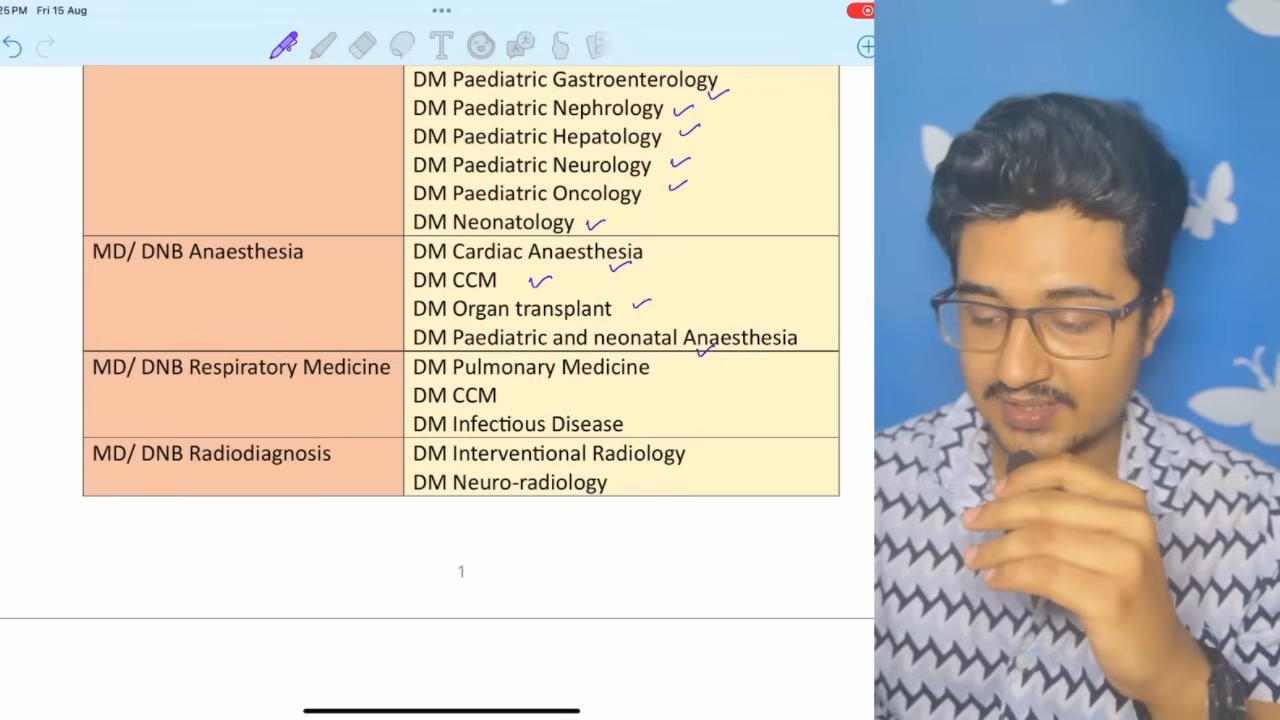 25 PM Fri 15 Aug
DM Paediatric Gastroenterology
DM Paediatric Nephrology
DM Paediatric Hepatology
DM Paediatric Neurology
DM Paediatric Oncology
DM Neonatology
MD/ DNB Anaesthesia
DM Cardiac Anaesthesia
DM CCM
DM Organ transplant
DM Paediatric and neonatal Anaesthesia
MD/ DNB Respiratory Medicine
DM Pulmonary Medicine
DM CCM
DM Infectious Disease
MD/ DNB Radiodiagnosis
DM Interventional Radiology
DM Neuro-radiology
1